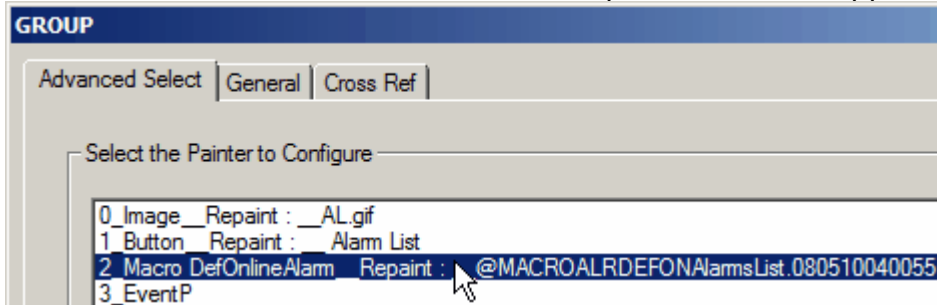 GROUP
Advanced Select General Cross Ref
Select the Painter to Configure
0_Image__Repaint : __AL.gif
1_Button__Repaint : __ Alarm List
2_Macro DefOnlineAlarm__Repaint : __@MACROALRDEFONAlarmsList.080510040055
3_EventP